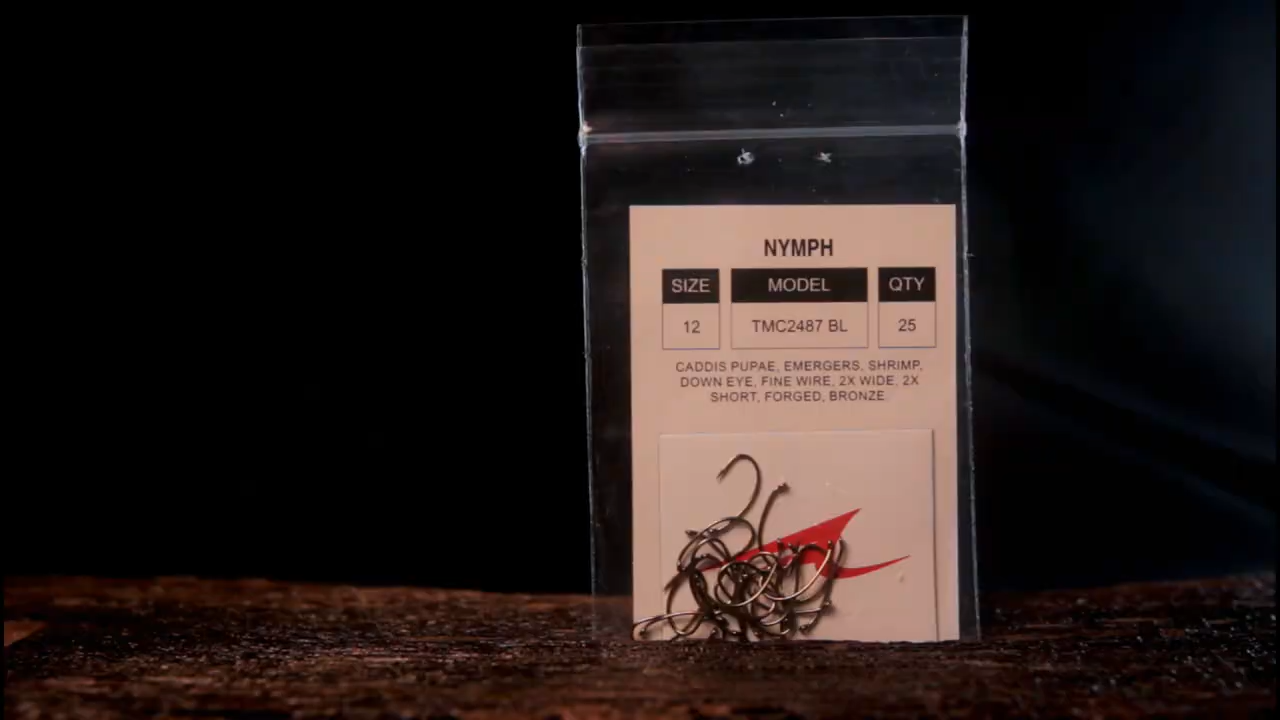 NYMPH
SIZE MODEL QTY
12 TMC2487 BL 25
CADDIS PUPAE, EMERGERS, SHRIMP,
DOWN EYE, FINE WIRE, 2X WIDE, 2X
SHORT, FORGED, BRONZE.